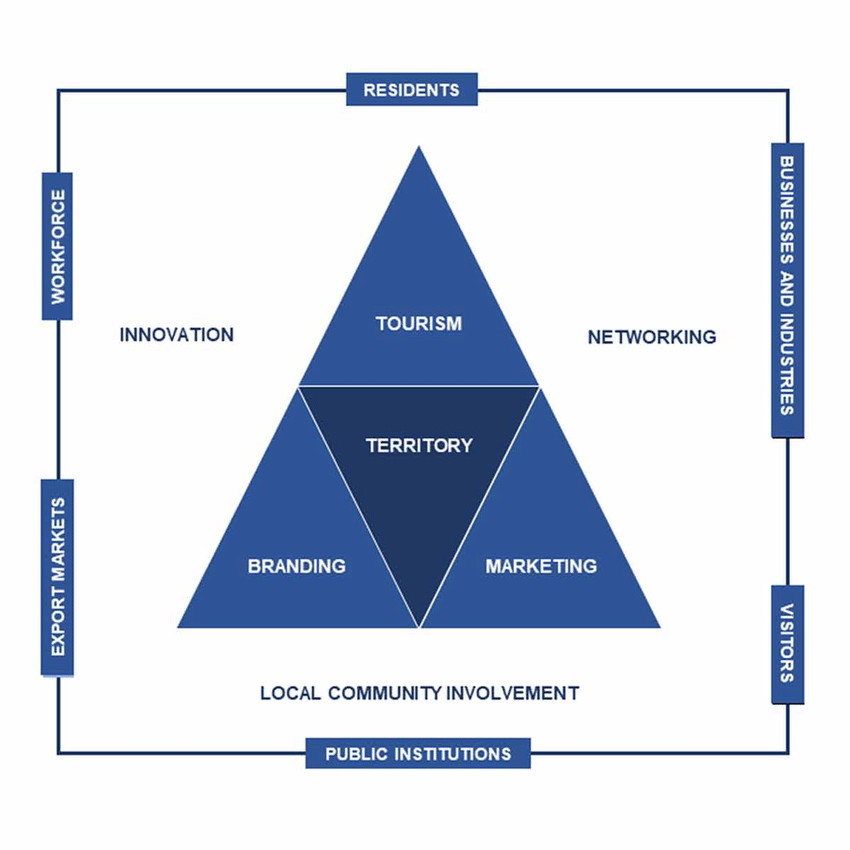 RESIDENTS
WORKFORCE
BUSINESSES AND INDUSTRIES
INNOVATION
TOURISM
NETWORKING
TERRITORY
EXPORT MARKETS
BRANDING
MARKETING
VISITORS
LOCAL COMMUNITY INVOLVEMENT
PUBLIC INSTITUTIONS